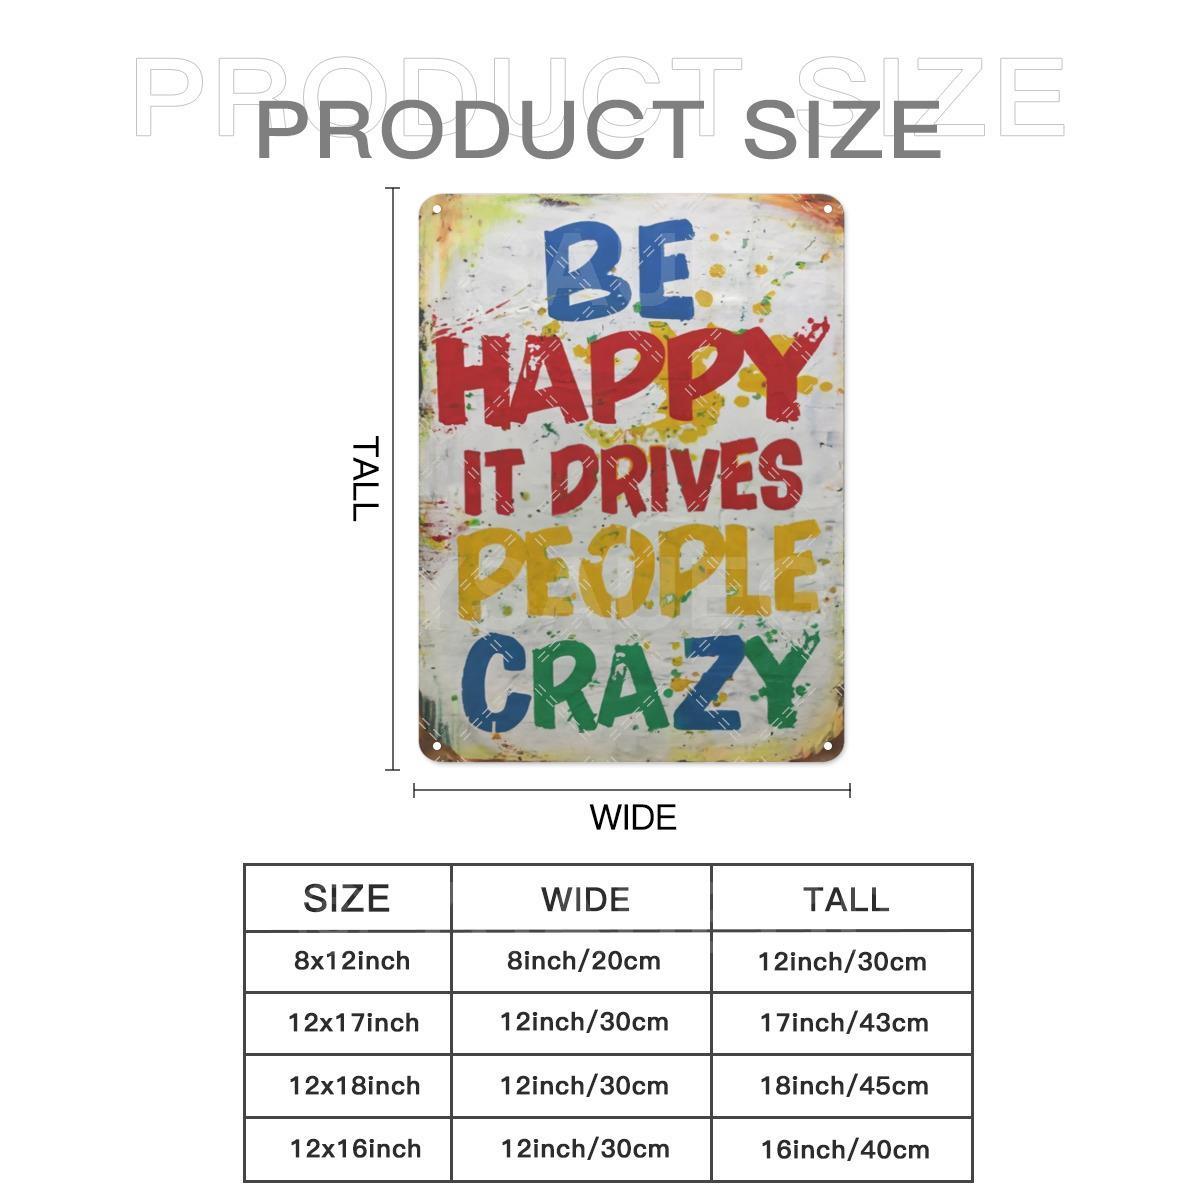 PRODUCT SIZE
PRODUCT SIZE
TALL
BE
HAPPY
IT DRIVES
PEOPLE
CRAZY
WIDE
SIZE WIDE TALL
8x12inch 8inch/20cm 12inch/30cm
12x17inch 12inch/30cm 17inch/43cm
12x18inch 12inch/30cm 18inch/45cm
12x16inch 12inch/30cm 16inch/40cm